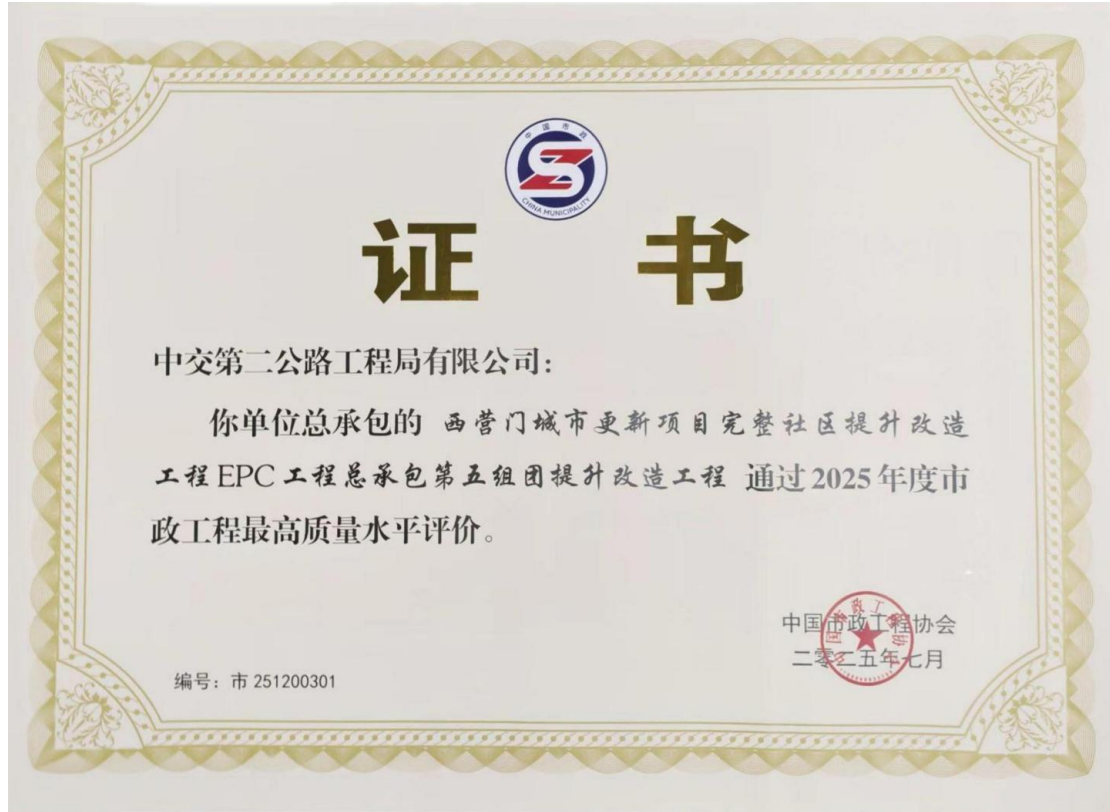 中国市政
CHINA MUNICIPALITY
证 书
中交第二公路工程局有限公司:
你单位总承包的 西营门城市更新项目完整社区提升改造
工程EPC工程总承包第五组团提升改造工程 通过2025年度市
政工程最高质量水平评价。
中国市政工程协会
二零二五年七月
编号:市 251200301